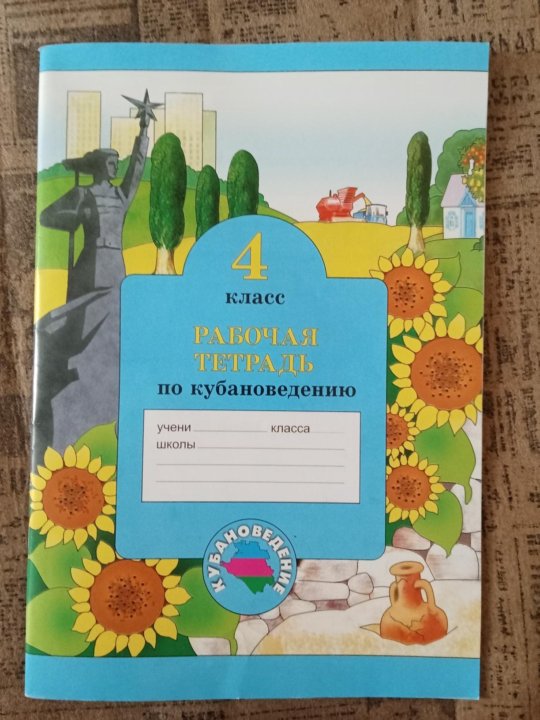 4
класс
РАБОЧАЯ
ТЕТРАДЬ
по кубановедению
учени класса
школы
КУБАНОВЕДЕНИЕ